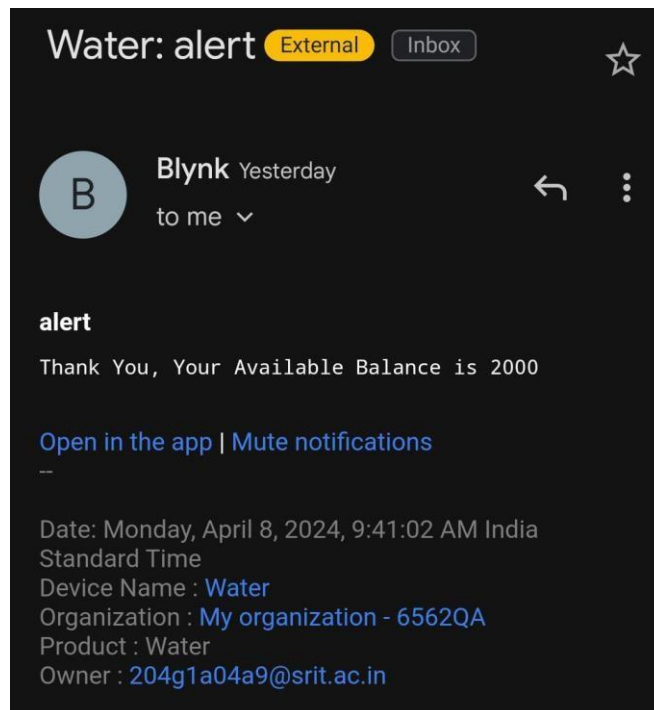 Water: alert External Inbox
B
Blynk Yesterday
to me
alert
Thank You, Your Available Balance is 2000
Open in the app | Mute notifications
--
Date: Monday, April 8, 2024, 9:41:02 AM India
Standard Time
Device Name : Water
Organization : My organization - 6562QA
Product : Water
Owner : 204g1a04a9@srit.ac.in